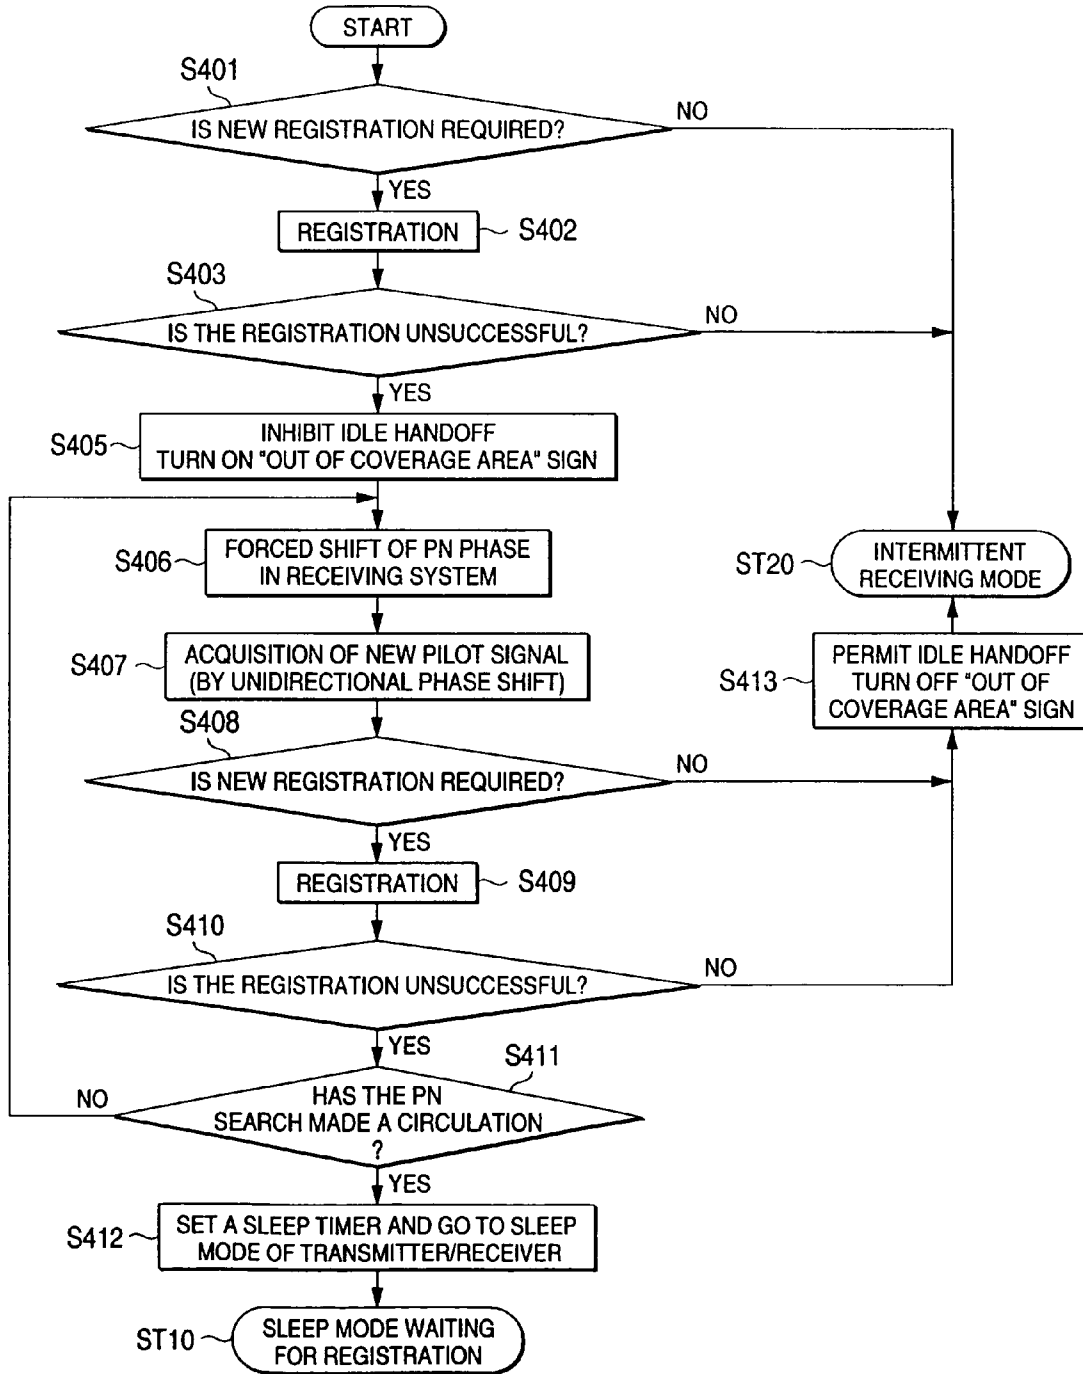 START
S401
IS NEW REGISTRATION REQUIRED?
NO
YES
REGISTRATION
S402
S403
IS THE REGISTRATION UNSUCCESSFUL?
NO
YES
S405
INHIBIT IDLE HANDOFF
TURN ON "OUT OF COVERAGE AREA" SIGN
S406
FORCED SHIFT OF PN PHASE
IN RECEIVING SYSTEM
ST20
INTERMITTENT
RECEIVING MODE
S407
ACQUISITION OF NEW PILOT SIGNAL
(BY UNIDIRECTIONAL PHASE SHIFT)
S413
PERMIT IDLE HANDOFF
TURN OFF "OUT OF
COVERAGE AREA" SIGN
S408
IS NEW REGISTRATION REQUIRED?
NO
YES
REGISTRATION
S409
S410
IS THE REGISTRATION UNSUCCESSFUL?
NO
YES
S411
HAS THE PN
SEARCH MADE A CIRCULATION
?
NO
YES
S412
SET A SLEEP TIMER AND GO TO SLEEP
MODE OF TRANSMITTER/RECEIVER
ST10
SLEEP MODE WAITING
FOR REGISTRATION